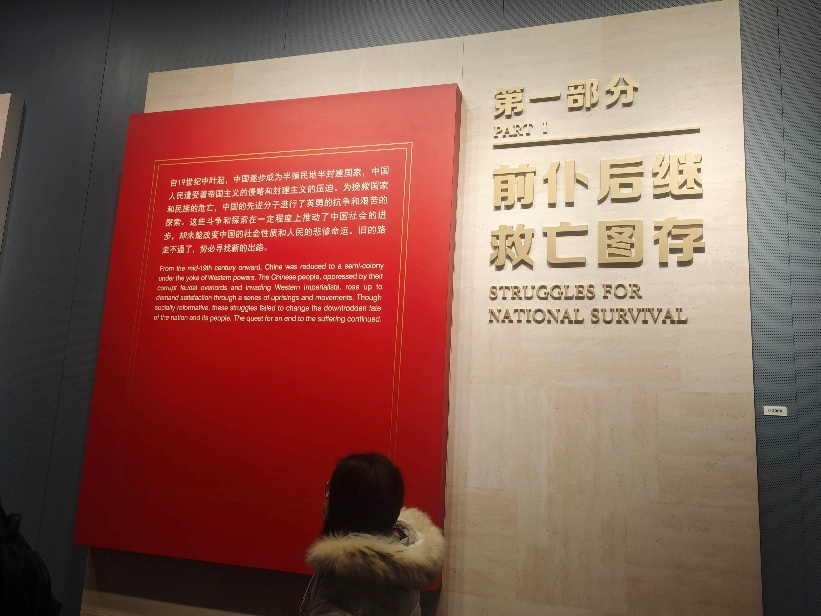 自19世纪中叶起，中国逐步成为半殖民地半封建国家，中国
人民遭受着帝国主义的侵略和封建主义的压迫。为挽救国家
和民族的危亡，中国的先进分子进行了英勇的抗争和艰苦的
探索。这些斗争和探索在一定程度上推动了中国社会的进
步，却未能改变中国的社会性质和人民的悲惨命运。旧的路
走不通了，势必寻找新的出路。
From the mid-19th century onward, China was reduced to a semi-colony
under the yoke of Western powers. The Chinese people, oppressed by their
corrupt feudal overlords and invading Western imperialists, rose up to
demand satisfaction through a series of uprisings and movements. Though
socially reformative, these struggles failed to change the downtrodden fate
of the nation and its people. The quest for an end to the suffering continued.
第一部分
PART 1
前仆后继
救亡图存
STRUGGLES FOR
NATIONAL SURVIVAL